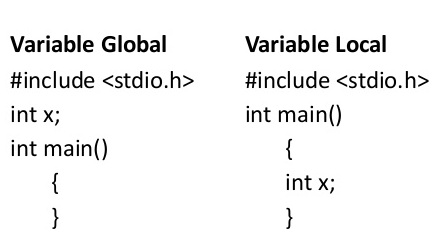 Variable Global
#include <stdio.h>
int x;
int main()
{
}
Variable Local
#include <stdio.h>
int main()
{
int x;
}